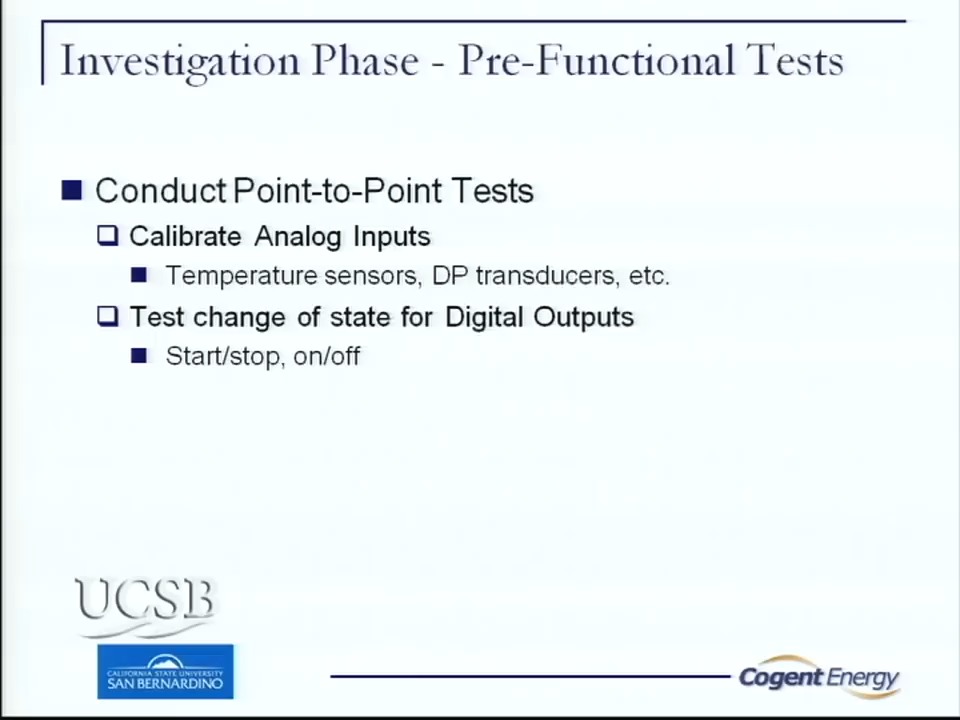 Investigation Phase - Pre-Functional Tests
Conduct Point-to-Point Tests
Calibrate Analog Inputs
Temperature sensors, DP transducers, etc.
Test change of state for Digital Outputs
Start/stop, on/off
UCSB
CALIFORNIA STATE UNIVERSITY
SAN BERNARDINO
Cogent Energy